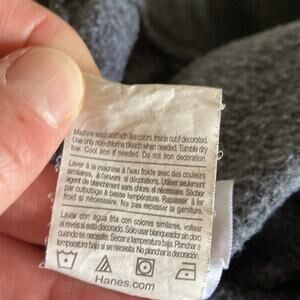 Machine wash cold with like colors, inside out if decorated.
Use only non-chlorine bleach when needed. Tumble dry
low. Cool iron if needed. Do not iron decoration.
Laver à la machine à l'eau froide avec des couleurs
similaires, à l'envers si décorations. Utiliser seulement
agent de blanchiment sans chlore, si nécessaire. Sécher
par culbutage à basse température. Repasser à fer
froid si nécessaire. Ne pas repasser la garniture.
Lavar con agua fría con colores similares, voltear
al revés si está decorado. Sólo usar blanqueador sin cloro
cuando se necesite. Secar a temperatura baja. Planchar a
temperatura baja si se necesita. No planchar la decoración.
Hanes.com